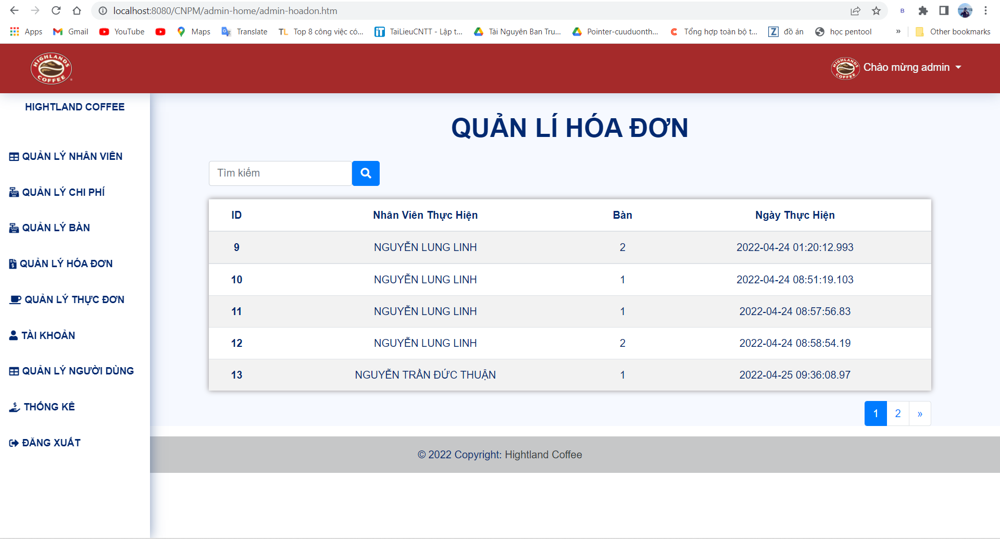 localhost:8080/CNPM/admin-home/admin-hoadon.htm
B
Apps
Gmail
YouTube
Maps
Translate
TL Top 8 công việc có...
iT TaiLieuCNTT - Lập t...
Tài Nguyên Ban Tru...
Pointer-cuuduonth...
C Tổng hợp toàn bộ t...
Z đồ án
học pentool
»
Other bookmarks
HIGHLANDS
COFFEE
HIGHLANDS
COFFEE
Chào mừng admin
HIGHTLAND COFFEE
QUẢN LÝ NHÂN VIÊN
QUẢN LÝ CHI PHÍ
QUẢN LÝ BÀN
QUẢN LÝ HÓA ĐƠN
QUẢN LÝ THỰC ĐƠN
TÀI KHOẢN
QUẢN LÝ NGƯỜI DÙNG
THỐNG KÊ
ĐĂNG XUẤT
QUẢN LÍ HÓA ĐƠN
Tìm kiếm
ID Nhân Viên Thực Hiện Bàn Ngày Thực Hiện
9 NGUYỄN LUNG LINH 2 2022-04-24 01:20:12.993
10 NGUYỄN LUNG LINH 1 2022-04-24 08:51:19.103
11 NGUYỄN LUNG LINH 1 2022-04-24 08:57:56.83
12 NGUYỄN LUNG LINH 2 2022-04-24 08:58:54.19
13 NGUYỄN TRẦN ĐỨC THUẬN 1 2022-04-25 09:36:08.97
1 2 »
© 2022 Copyright: Hightland Coffee